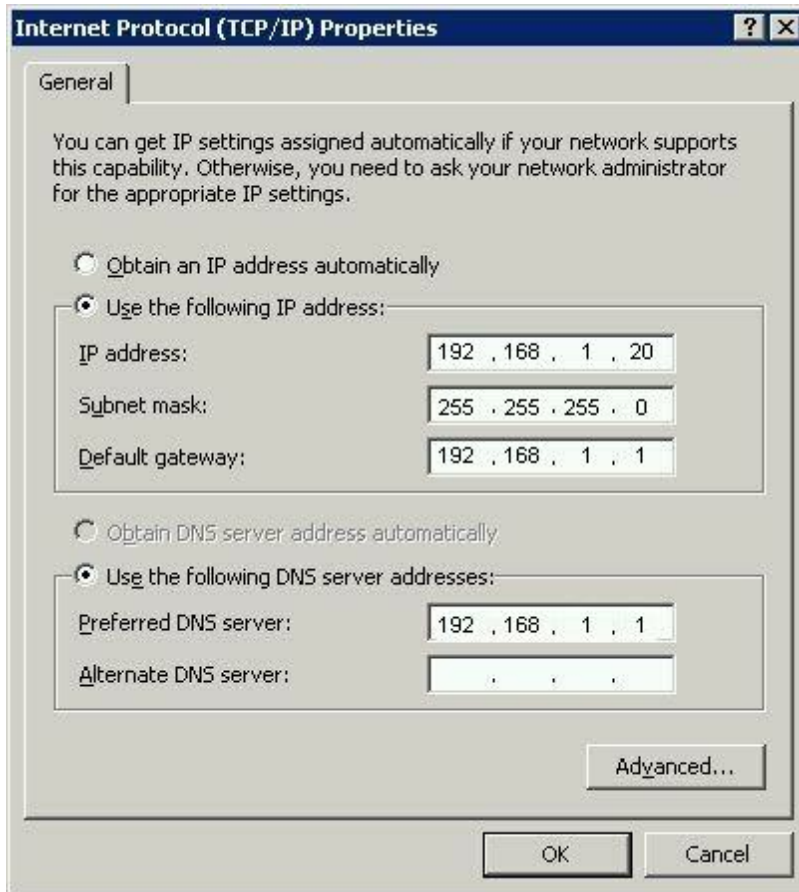 Internet Protocol (TCP/IP) Properties
General
You can get IP settings assigned automatically if your network supports
this capability. Otherwise, you need to ask your network administrator
for the appropriate IP settings.
Obtain an IP address automatically
Use the following IP address:
IP address: 192 . 168 . 1 . 20
Subnet mask: 255 . 255 . 255 . 0
Default gateway: 192 . 168 . 1 . 1
Obtain DNS server address automatically
Use the following DNS server addresses:
Preferred DNS server: 192 . 168 . 1 . 1
Alternate DNS server: . . .
Advanced...
OK Cancel